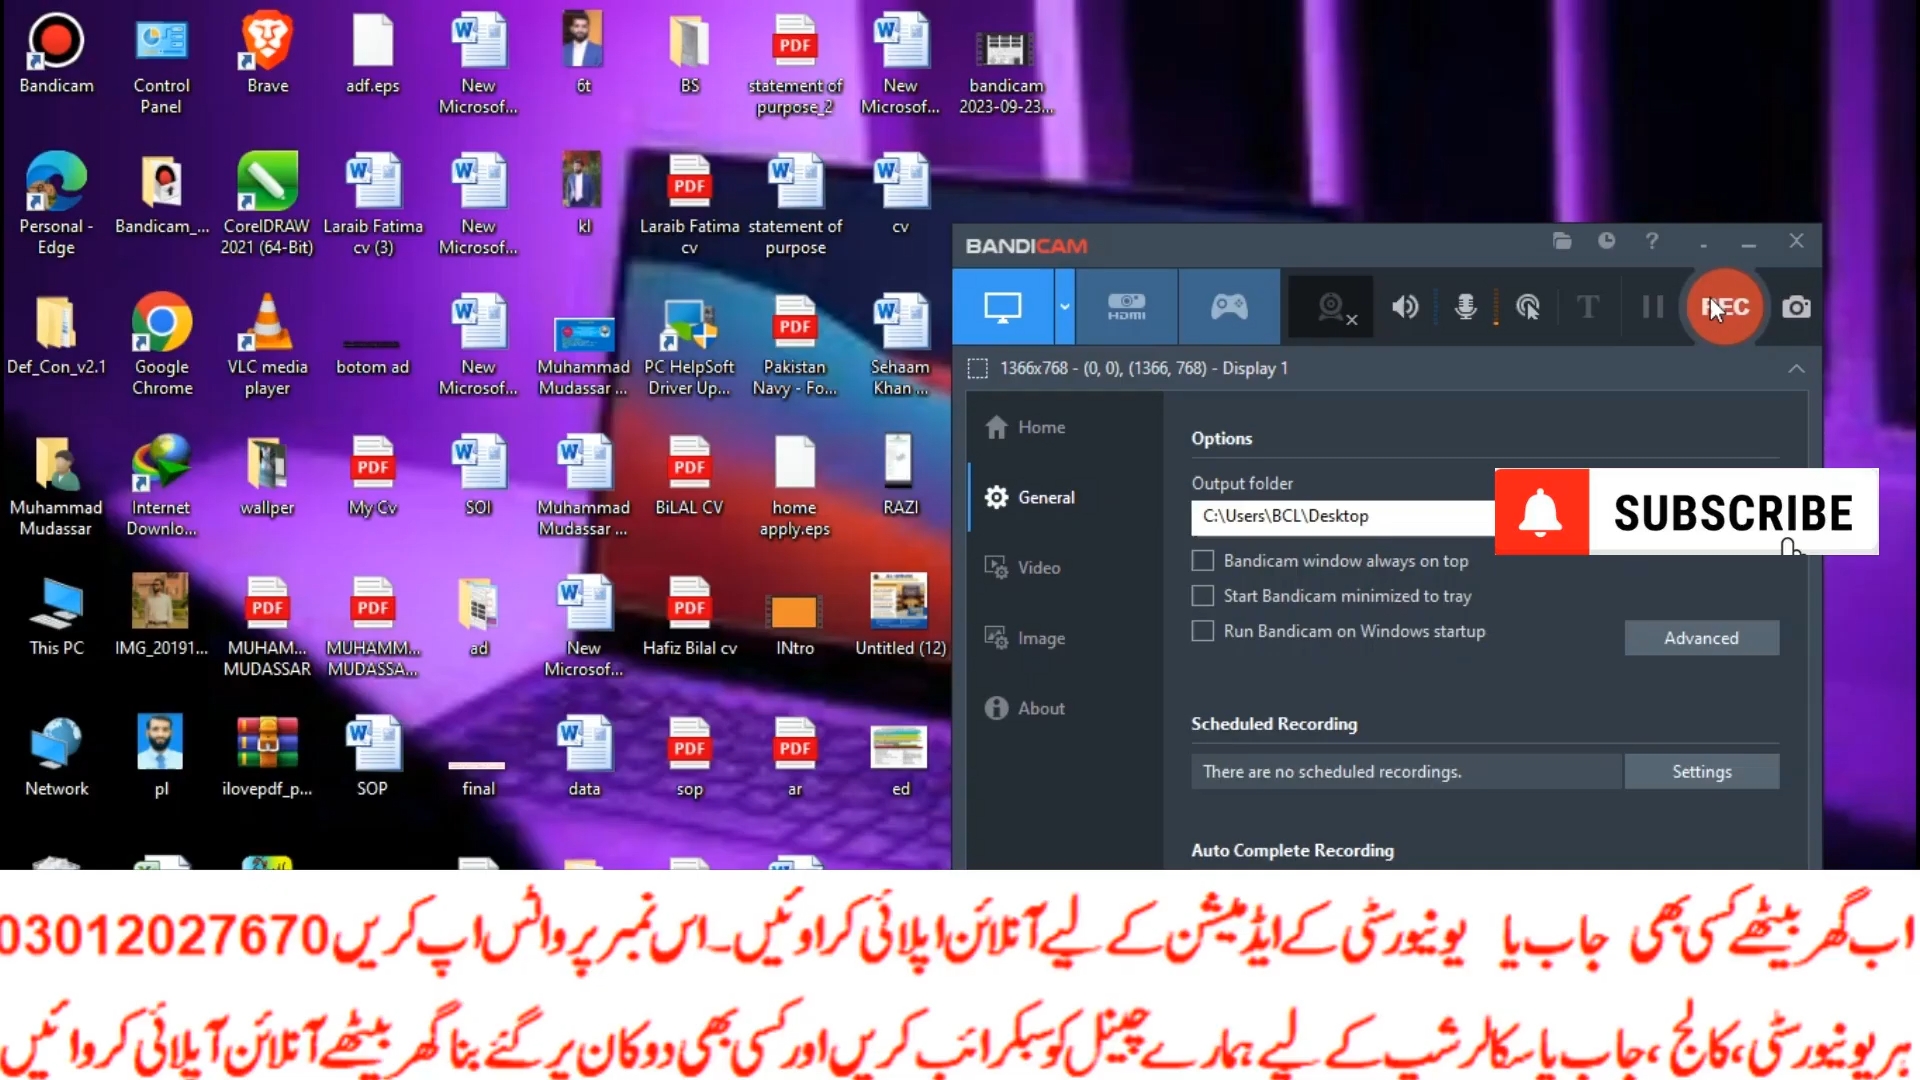 Bandicam
Control Panel
Brave
adf.eps
New Microsof...
6t
BS
statement of purpose_2
New Microsof...
bandicam 2023-09-23...
Personal - Edge
Bandicam_...
CorelDRAW 2021 (64-Bit)
Laraib Fatima cv (3)
New Microsof...
kl
Laraib Fatima cv
statement of purpose
cv
Def_Con_v2.1
Google Chrome
VLC media player
botom ad
New Microsof...
Muhammad Mudassar ...
PC HelpSoft Driver Up...
Pakistan Navy - Fo...
Sehaam Khan ...
Muhammad Mudassar
Internet Downlo...
wallper
My Cv
SOI
Muhammad Mudassar ...
BiLAL CV
home apply.eps
RAZI
This PC
IMG_20191...
MUHAM... MUDASSAR
MUHAMM... MUDASSA...
ad
New Microsof...
Hafiz Bilal cv
INtro
Untitled (12)
Network
pl
ilovepdf_p...
SOP
final
data
sop
ar
ed
BANDICAM
HDMI
T
REC
1366x768 - (0, 0), (1366, 768) - Display 1
Home
General
Video
Image
About
Options
Output folder
C:\Users\BCL\Desktop
SUBSCRIBE
Bandicam window always on top
Start Bandicam minimized to tray
Run Bandicam on Windows startup
Advanced
Scheduled Recording
There are no scheduled recordings.
Settings
Auto Complete Recording
اب گھر بیٹھے کسی بھی جاب یا یونیورسٹی کے ایڈمیشن کے لیے آنلائن اپلائی کراوئیں۔اس نمبر پر واٹس اپ کریں 03012027670
ہر یونیورسٹی، کالج ،جاب یا سکالرشپ کے لیے ہمارے چینل کو سبکرائب کریں اور کسی بھی دوکان پر گئے بنا گھر بیٹھے آنلائن آپلائی کروائیں